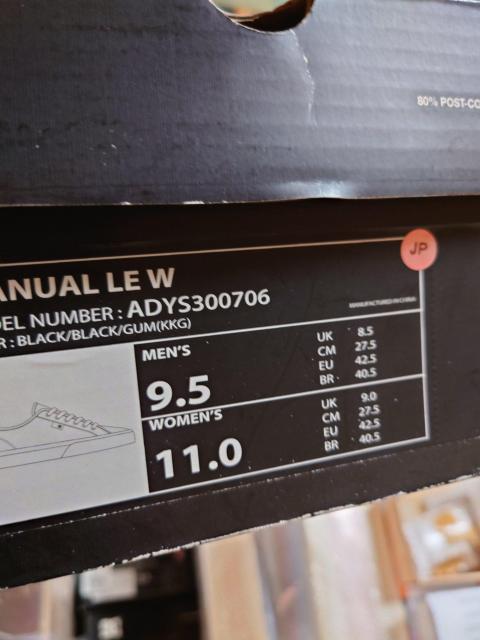 80% POST-CO
JP
ANUAL LE W
DEL NUMBER : ADYS300706
R : BLACK/BLACK/GUM(KKG)
MANUFACTURED IN CHINA
MEN'S
9.5
UK 8.5
CM 27.5
EU 42.5
BR 40.5
WOMEN'S
11.0
UK 9.0
CM 27.5
EU 42.5
BR 40.5